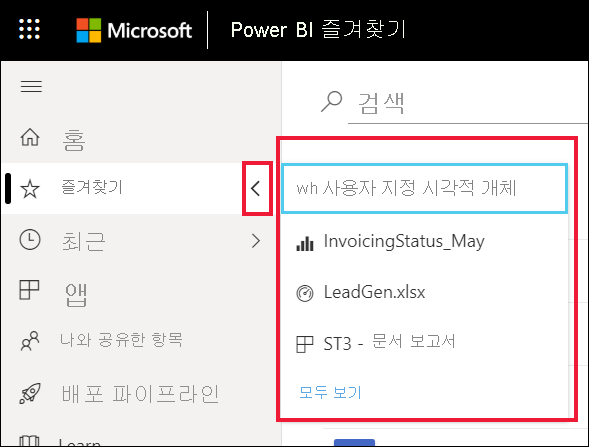 Microsoft
Power BI 즐겨찾기
검색
홈
즐겨찾기
최근
앱
나와 공유한 항목
배포 파이프라인
Learn
wh 사용자 지정 시각적 개체
InvoicingStatus_May
LeadGen.xlsx
ST3 - 문서 보고서
모두 보기